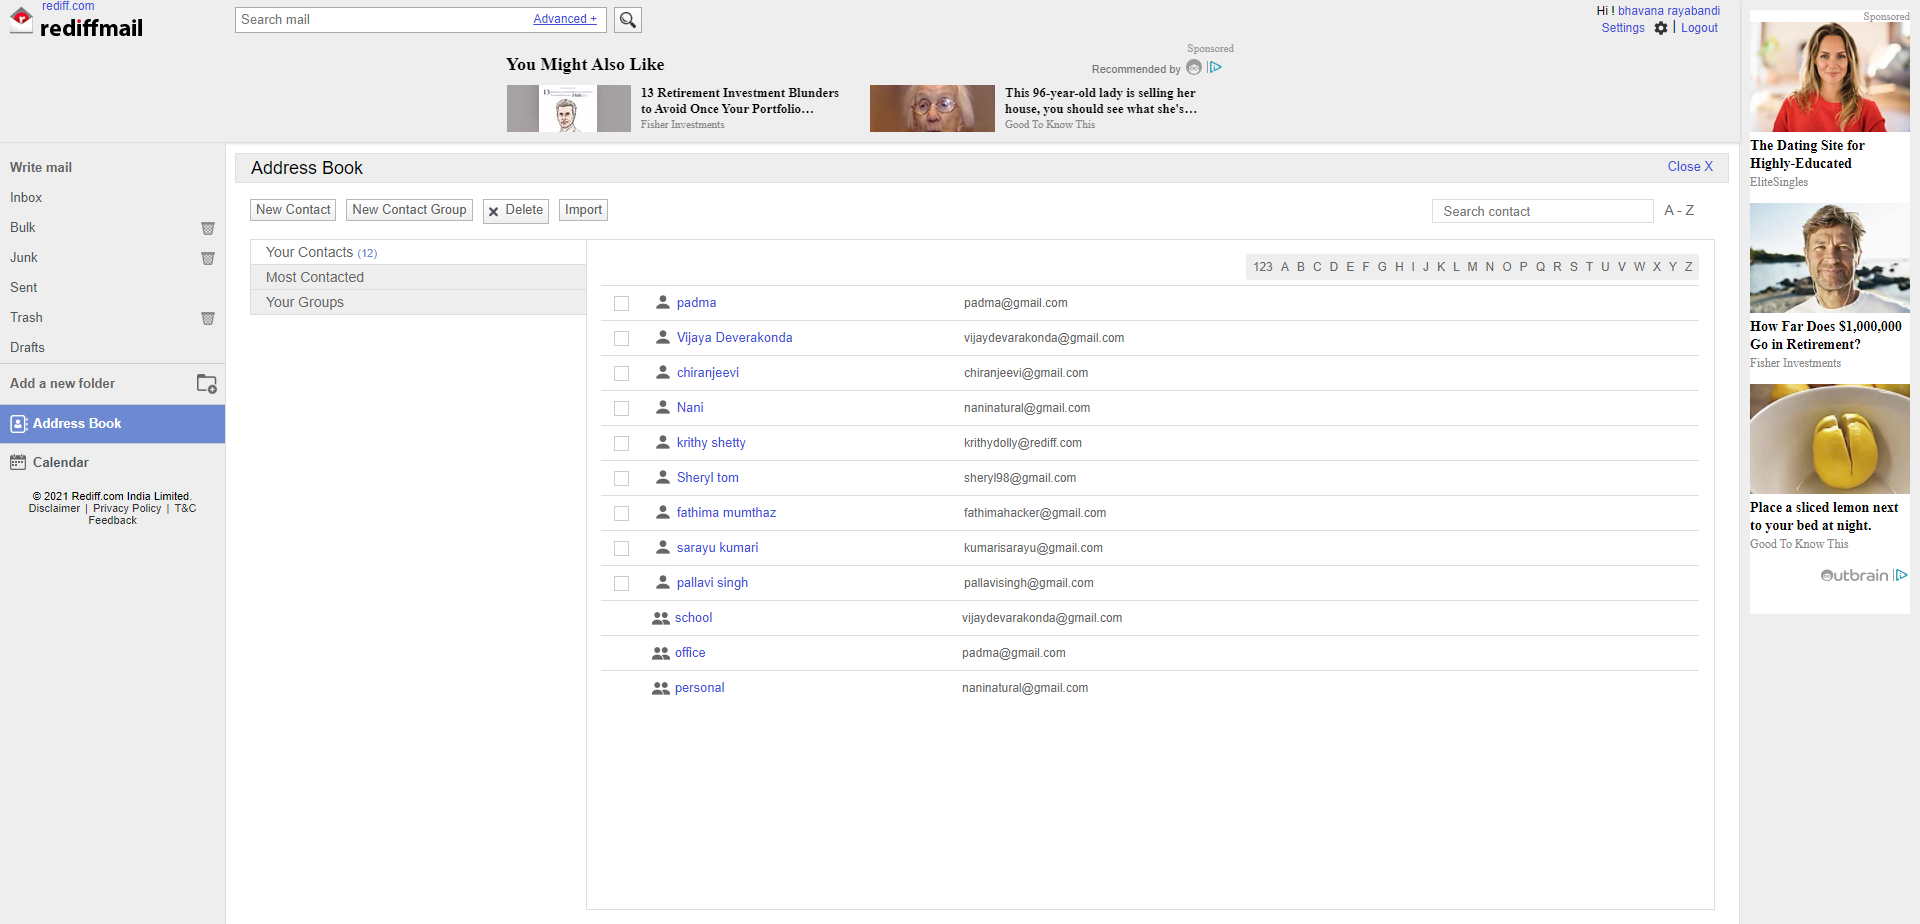 rediff.com
rediffmail
Search mail
Advanced +
Hi ! bhavana rayabandi
Settings | Logout
Sponsored
You Might Also Like
Recommended by
13 Retirement Investment Blunders
to Avoid Once Your Portfolio…
Fisher Investments
This 96-year-old lady is selling her
house, you should see what she's…
Good To Know This
Write mail
Inbox
Bulk
Junk
Sent
Trash
Drafts
Add a new folder
Address Book
Calendar
© 2021 Rediff.com India Limited.
Disclaimer | Privacy Policy | T&C
Feedback
Address Book
Close X
New Contact
New Contact Group
Delete
Import
Search contact
A - Z
Your Contacts (12)
Most Contacted
Your Groups
123 A B C D E F G H I J K L M N O P Q R S T U V W X Y Z
padma padma@gmail.com
Vijaya Deverakonda vijaydevarakonda@gmail.com
chiranjeevi chiranjeevi@gmail.com
Nani naninatural@gmail.com
krithy shetty krithydolly@rediff.com
Sheryl tom sheryl98@gmail.com
fathima mumthaz fathimahacker@gmail.com
sarayu kumari kumarisarayu@gmail.com
pallavi singh pallavisingh@gmail.com
school vijaydevarakonda@gmail.com
office padma@gmail.com
personal naninatural@gmail.com
Sponsored
The Dating Site for
Highly-Educated
EliteSingles
How Far Does $1,000,000
Go in Retirement?
Fisher Investments
Place a sliced lemon next
to your bed at night.
Good To Know This
Outbrain